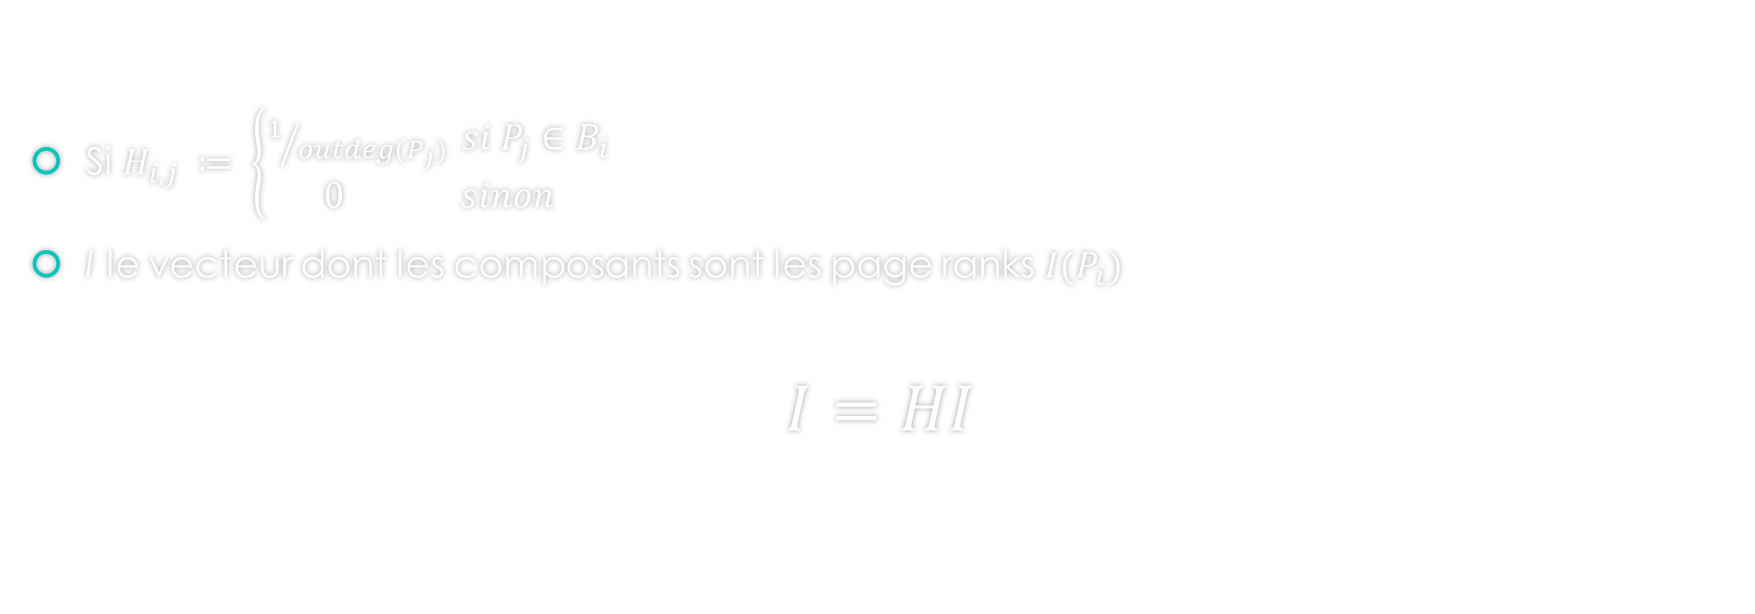 Si H_{i,j} := { 1/outdeg(P_j) si P_j ∈ B_i
0 sinon
I le vecteur dont les composants sont les page ranks I(P_i)
I = HI